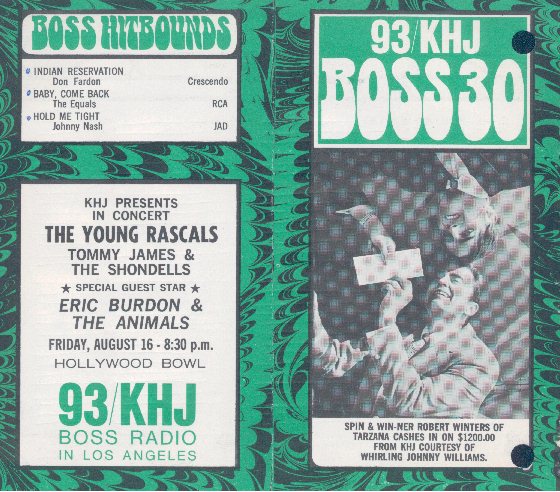 BOSS HITBOUNDS
INDIAN RESERVATION
Don Fardon Crescendo
BABY, COME BACK
The Equals RCA
HOLD ME TIGHT
Johnny Nash JAD
KHJ PRESENTS
IN CONCERT
THE YOUNG RASCALS
TOMMY JAMES &
THE SHONDELLS
★ SPECIAL GUEST STAR ★
ERIC BURDON &
THE ANIMALS
FRIDAY, AUGUST 16 - 8:30 p.m.
HOLLYWOOD BOWL
93/KHJ
BOSS RADIO
IN LOS ANGELES
93/KHJ
BOSS 30
SPIN & WIN-NER ROBERT WINTERS OF
TARZANA CASHES IN ON $1200.00
FROM KHJ COURTESY OF
WHIRLING JOHNNY WILLIAMS.